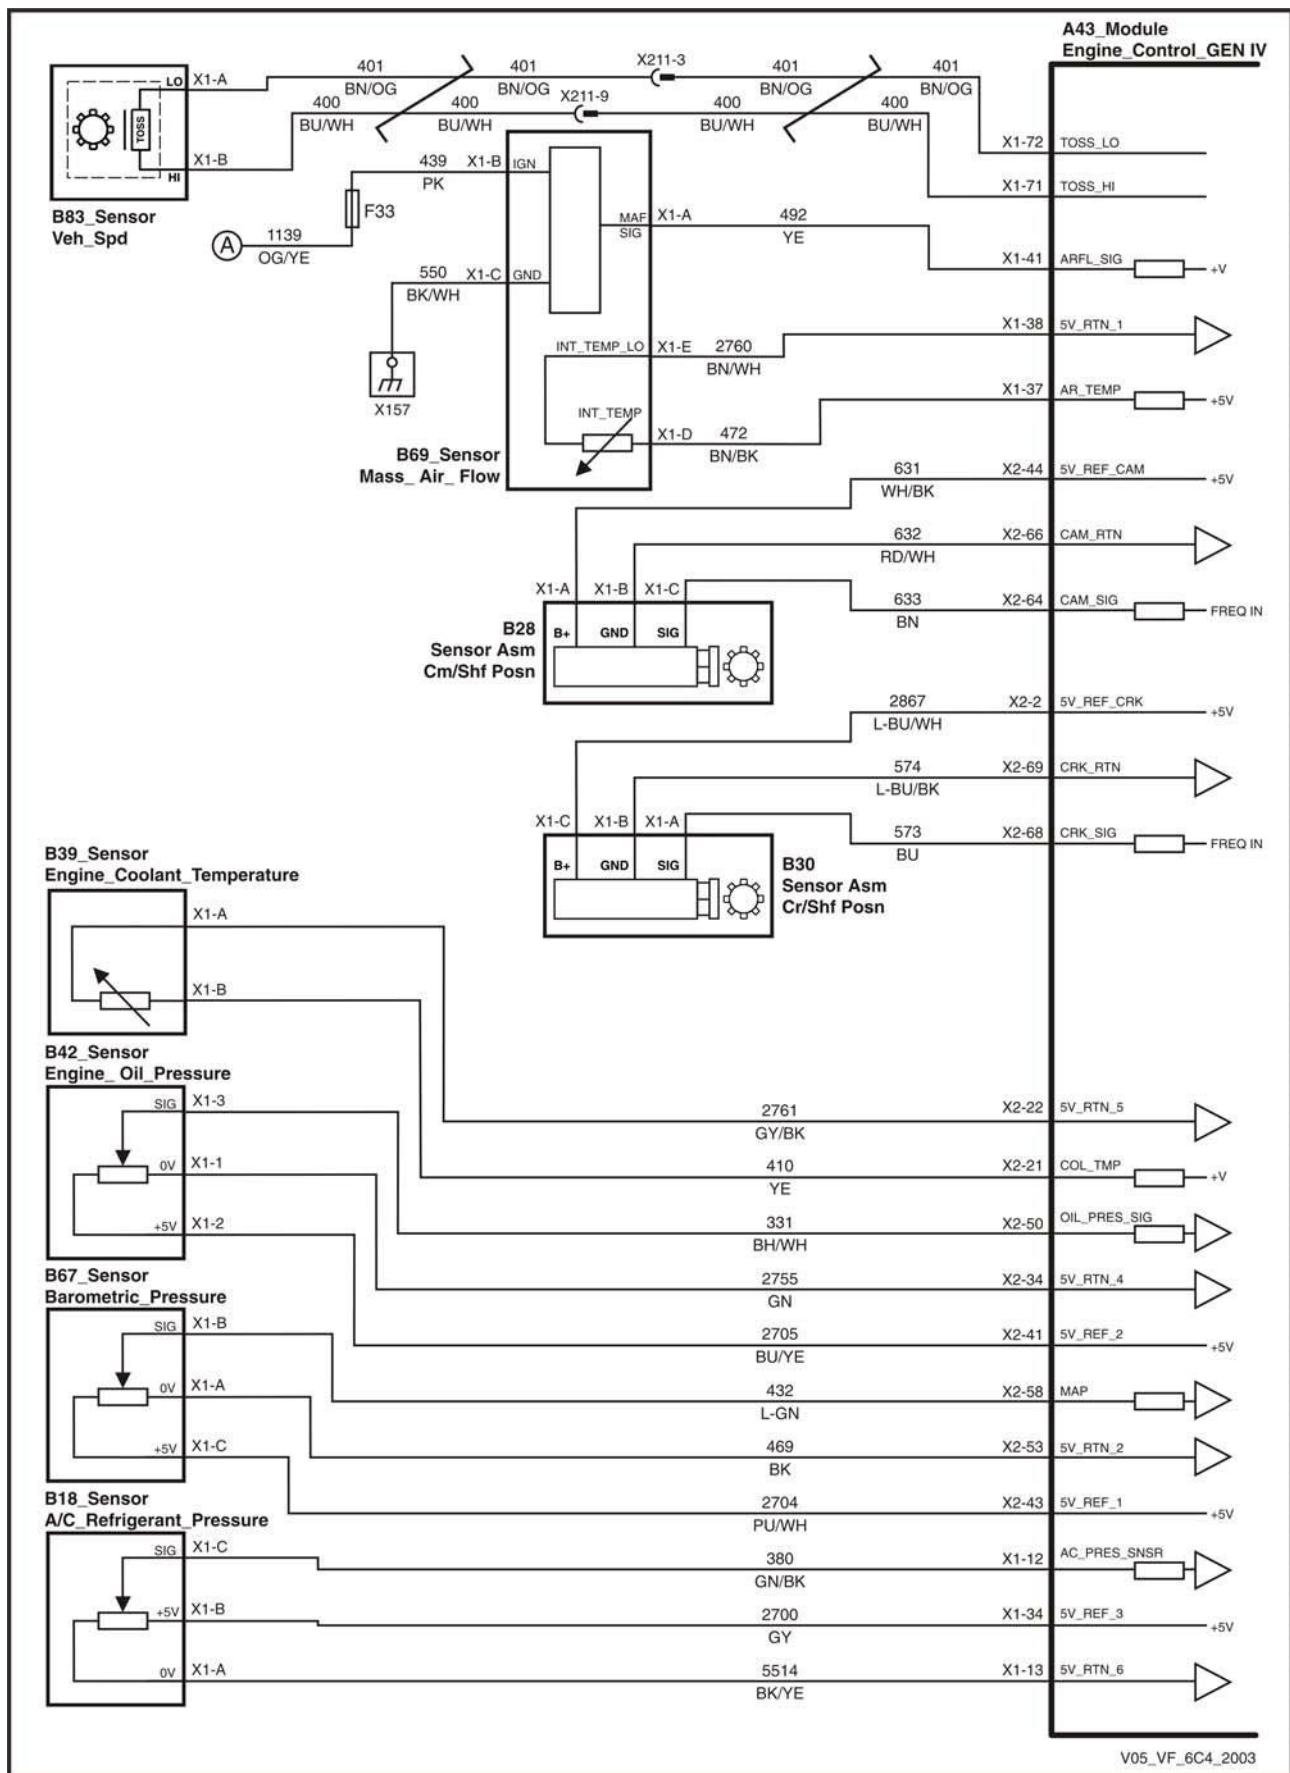 A43_Module
Engine_Control_GEN IV
LO X1-A 401 BN/OG 401 BN/OG X211-3 401 BN/OG 401 BN/OG
400 BU/WH 400 BU/WH X211-9 400 BU/WH 400 BU/WH
TOSS
HI X1-B
B83_Sensor
Veh_Spd
X1-72 TOSS_LO
X1-71 TOSS_HI
439 PK X1-B IGN
F33
A 1139 OG/YE
MAF SIG X1-A 492 YE X1-41 ARFL_SIG +V
550 BK/WH X1-C GND
X157
INT_TEMP_LO X1-E 2760 BN/WH X1-38 5V_RTN_1
INT_TEMP X1-D 472 BN/BK X1-37 AR_TEMP +5V
B69_Sensor
Mass_ Air_ Flow
631 WH/BK X2-44 5V_REF_CAM +5V
632 RD/WH X2-66 CAM_RTN
633 BN X2-64 CAM_SIG FREQ IN
X1-A X1-B X1-C
B+ GND SIG
B28
Sensor Asm
Cm/Shf Posn
2867 L-BU/WH X2-2 5V_REF_CRK +5V
574 L-BU/BK X2-69 CRK_RTN
573 BU X2-68 CRK_SIG FREQ IN
X1-C X1-B X1-A
B+ GND SIG
B30
Sensor Asm
Cr/Shf Posn
B39_Sensor
Engine_Coolant_Temperature
X1-A
X1-B
B42_Sensor
Engine_ Oil_Pressure
SIG X1-3
0V X1-1
+5V X1-2
2761 GY/BK X2-22 5V_RTN_5
410 YE X2-21 COL_TMP +V
331 BH/WH X2-50 OIL_PRES_SIG
2755 GN X2-34 5V_RTN_4
2705 BU/YE X2-41 5V_REF_2 +5V
B67_Sensor
Barometric_Pressure
SIG X1-B
0V X1-A
+5V X1-C
432 L-GN X2-58 MAP
469 BK X2-53 5V_RTN_2
2704 PU/WH X2-43 5V_REF_1 +5V
B18_Sensor
A/C_Refrigerant_Pressure
SIG X1-C 380 GN/BK X1-12 AC_PRES_SNSR
+5V X1-B 2700 GY X1-34 5V_REF_3 +5V
0V X1-A 5514 BK/YE X1-13 5V_RTN_6
V05_VF_6C4_2003